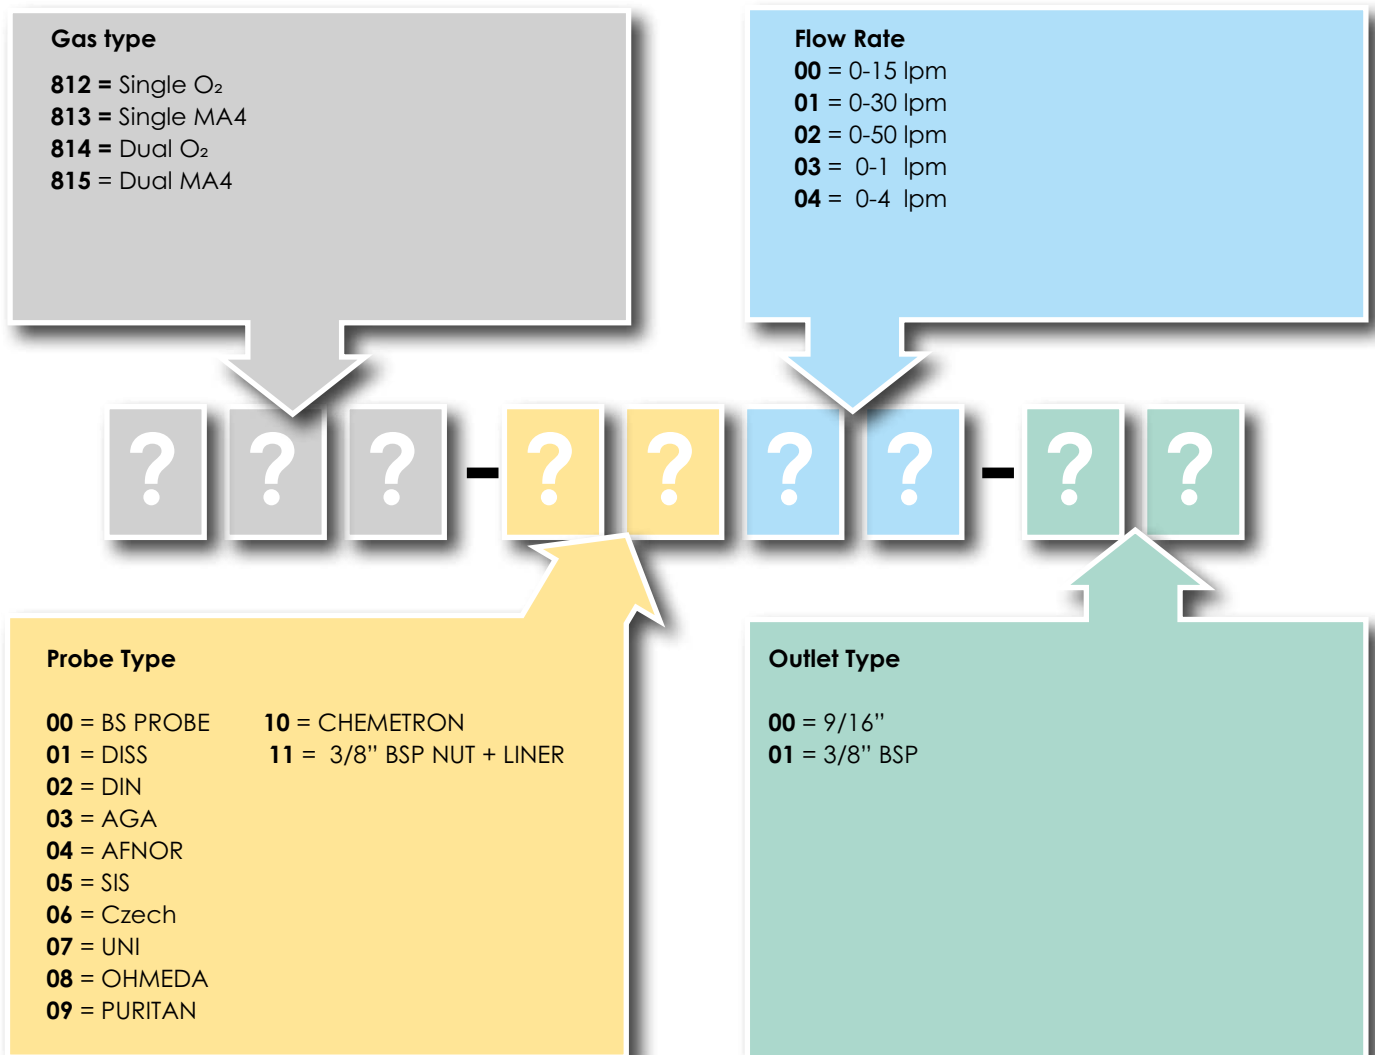 Gas type
812 = Single O₂
813 = Single MA4
814 = Dual O₂
815 = Dual MA4
Flow Rate
00 = 0-15 lpm
01 = 0-30 lpm
02 = 0-50 lpm
03 = 0-1 lpm
04 = 0-4 lpm
? ? ? - ? ? ? ? - ? ?
Probe Type
00 = BS PROBE
01 = DISS
02 = DIN
03 = AGA
04 = AFNOR
05 = SIS
06 = Czech
07 = UNI
08 = OHMEDA
09 = PURITAN
10 = CHEMETRON
11 = 3/8” BSP NUT + LINER
Outlet Type
00 = 9/16”
01 = 3/8” BSP